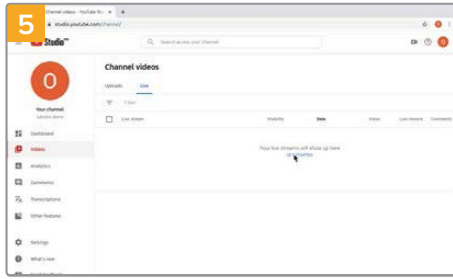 5
Channel videos - YouTube St
studio.youtube.com/channel/
Studio
Search across your channel
O
O
Your channel
Channel videos
Uploads
Live
Filter
Live stream
Visibility
Date
Views
Live viewers
Comments
Your live streams will show up here
Dashboard
Videos
Analytics
Comments
Transcriptions
Other features
Settings
What's new